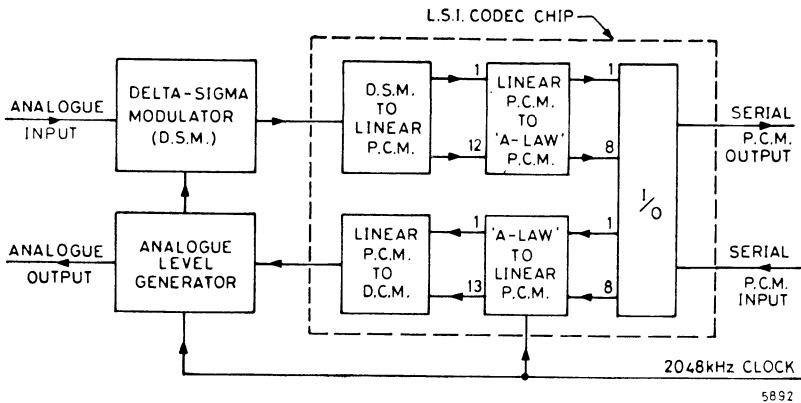 L.S.I. CODEC CHIP
ANALOGUE
INPUT
DELTA-SIGMA
MODULATOR
(D.S.M.)
D.S.M.
TO
LINEAR
P.C.M.
1
12
LINEAR
P.C.M.
TO
'A-LAW'
P.C.M.
1
8
I/O
SERIAL
P.C.M.
OUTPUT
ANALOGUE
OUTPUT
ANALOGUE
LEVEL
GENERATOR
LINEAR
P.C.M.
TO
D.C.M.
1
13
'A-LAW'
TO
LINEAR
P.C.M.
1
8
SERIAL
P.C.M.
INPUT
2048kHz CLOCK
5892